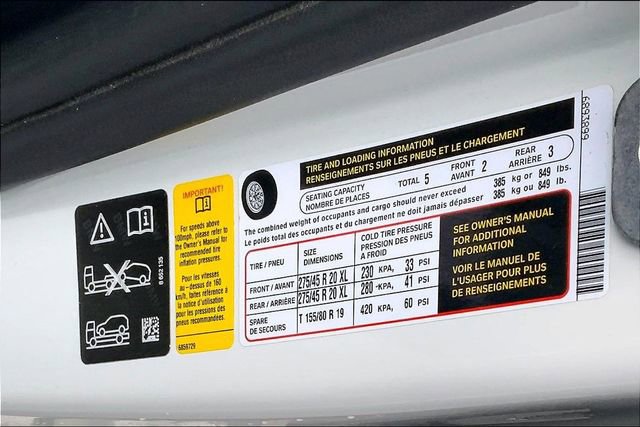 8 652 135
IMPORTANT!
For speeds above
100mph, please refer to
the Owner's Manual for
recommended tire
inflation pressures.
Pour les vitesses
au-dessus de 160
km/h, faites référence à
la notice d'utilisation
pour les pressions des
pneus recommandées.
6859729
TIRE AND LOADING INFORMATION
RENSEIGNEMENTS SUR LES PNEUS ET LE CHARGEMENT
SEATING CAPACITY
NOMBRE DE PLACES
TOTAL 5
FRONT
AVANT 2
REAR
ARRIÈRE 3
The combined weight of occupants and cargo should never exceed 385 kg or 849 lbs.
Le poids total des occupants et du chargement ne doit jamais dépasser 385 kg ou 849 lb.
TIRE / PNEU
SIZE
DIMENSIONS
COLD TIRE PRESSURE
PRESSION DES PNEUS
A FROID
FRONT / AVANT 275/45 R 20 XL 230 KPA, 33 PSI
REAR / ARRIÈRE 275/45 R 20 XL 280 KPA, 41 PSI
SPARE
DE SECOURS T 155/80 R 19 420 KPA, 60 PSI
SEE OWNER'S MANUAL
FOR ADDITIONAL
INFORMATION
VOIR LE MANUEL DE
L'USAGER POUR PLUS
DE RENSEIGNEMENTS
6893899